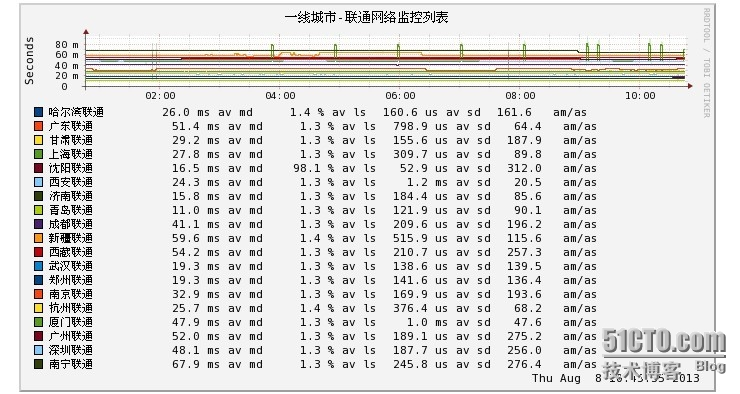 一线城市-联通网络监控列表
RRDTOOL / TOBI OETIKER
Seconds
80 m
60 m
40 m
20 m
0
02:00 04:00 06:00 08:00 10:00
哈尔滨联通 26.0 ms av md 1.4 % av ls 160.6 us av sd 161.6 am/as
广东联通 51.4 ms av md 1.3 % av ls 798.9 us av sd 64.4 am/as
甘肃联通 29.2 ms av md 1.3 % av ls 155.6 us av sd 187.9 am/as
上海联通 27.8 ms av md 1.3 % av ls 309.7 us av sd 89.8 am/as
沈阳联通 16.5 ms av md 98.1 % av ls 52.9 us av sd 312.0 am/as
西安联通 24.3 ms av md 1.3 % av ls 1.2 ms av sd 20.5 am/as
济南联通 15.8 ms av md 1.3 % av ls 184.4 us av sd 85.6 am/as
青岛联通 11.0 ms av md 1.3 % av ls 121.9 us av sd 90.1 am/as
成都联通 41.1 ms av md 1.3 % av ls 209.6 us av sd 196.2 am/as
新疆联通 59.6 ms av md 1.4 % av ls 515.9 us av sd 115.6 am/as
西藏联通 54.2 ms av md 1.3 % av ls 210.7 us av sd 257.3 am/as
武汉联通 19.3 ms av md 1.3 % av ls 138.6 us av sd 139.5 am/as
郑州联通 19.3 ms av md 1.3 % av ls 141.6 us av sd 136.4 am/as
南京联通 32.9 ms av md 1.3 % av ls 169.9 us av sd 193.6 am/as
杭州联通 25.7 ms av md 1.4 % av ls 376.4 us av sd 68.2 am/as
厦门联通 47.9 ms av md 1.3 % av ls 1.0 ms av sd 47.6 am/as
广州联通 52.0 ms av md 1.3 % av ls 189.1 us av sd 275.2 am/as
深圳联通 48.1 ms av md 1.3 % av ls 187.7 us av sd 256.0 am/as
南宁联通 67.9 ms av md 1.3 % av ls 245.8 us av sd 276.4 am/as
Thu Aug 8 2013
51CTO.com
技术博客 Blog